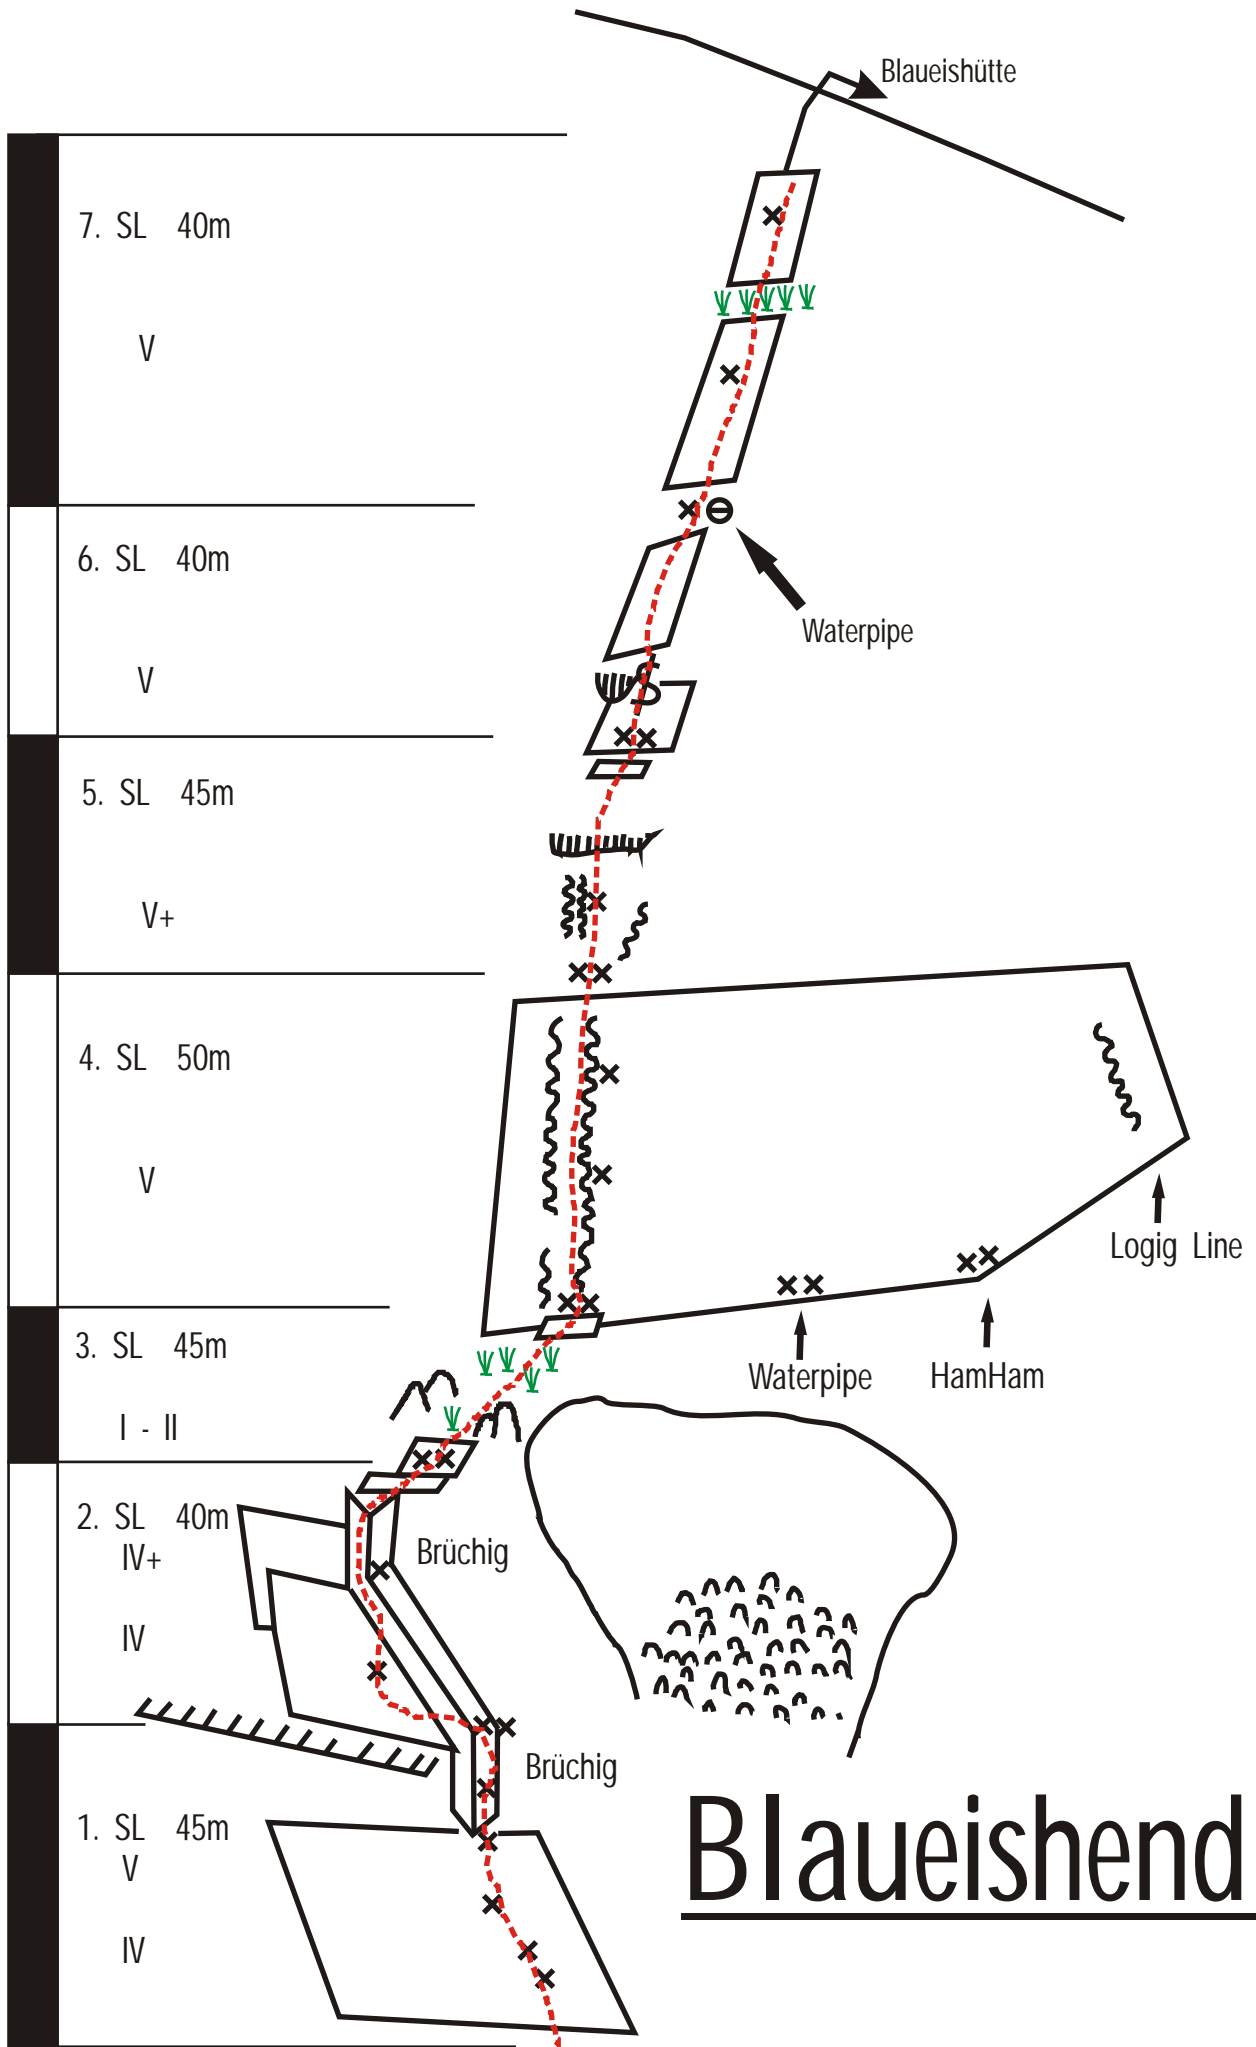 Blaueishütte
7. SL 40m
V
6. SL 40m
Waterpipe
V
5. SL 45m
V+
4. SL 50m
V
Logig Line
3. SL 45m
Waterpipe
HamHam
I - II
2. SL 40m
IV+
Brüchig
IV
Brüchig
1. SL 45m
V
IV
Blaueishend